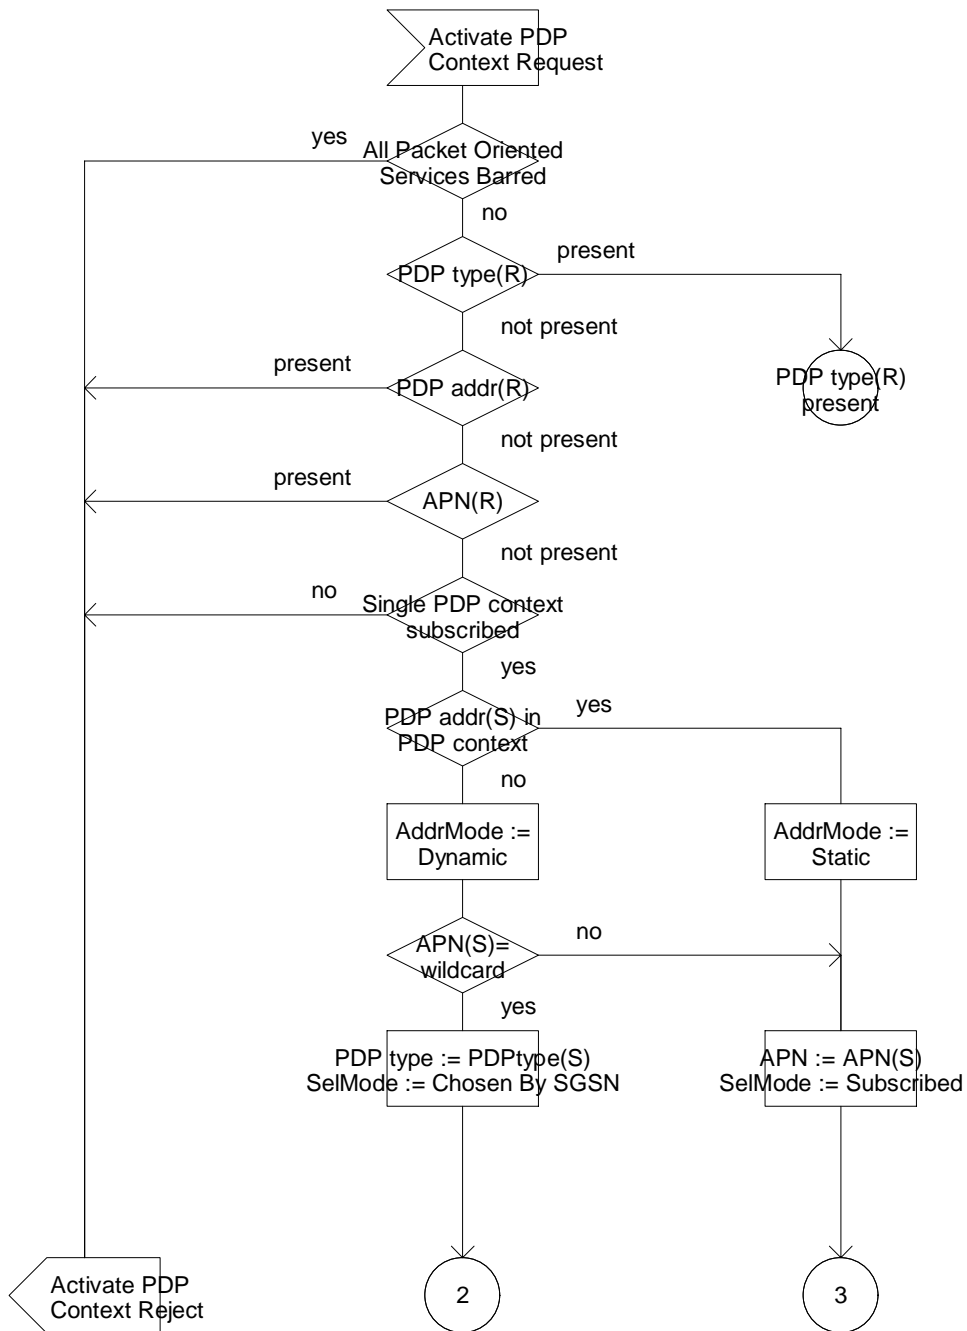 Activate PDP
Context Request
yes
All Packet Oriented
Services Barred
no
PDP type(R)
present
not present
present
PDP addr(R)
PDP type(R)
present
not present
present
APN(R)
not present
no
Single PDP context
subscribed
yes
PDP addr(S) in
PDP context
yes
no
AddrMode :=
Dynamic
AddrMode :=
Static
APN(S)=
wildcard
no
yes
PDP type := PDPtype(S)
SelMode := Chosen By SGSN
APN := APN(S)
SelMode := Subscribed
Activate PDP
Context Reject
2
3